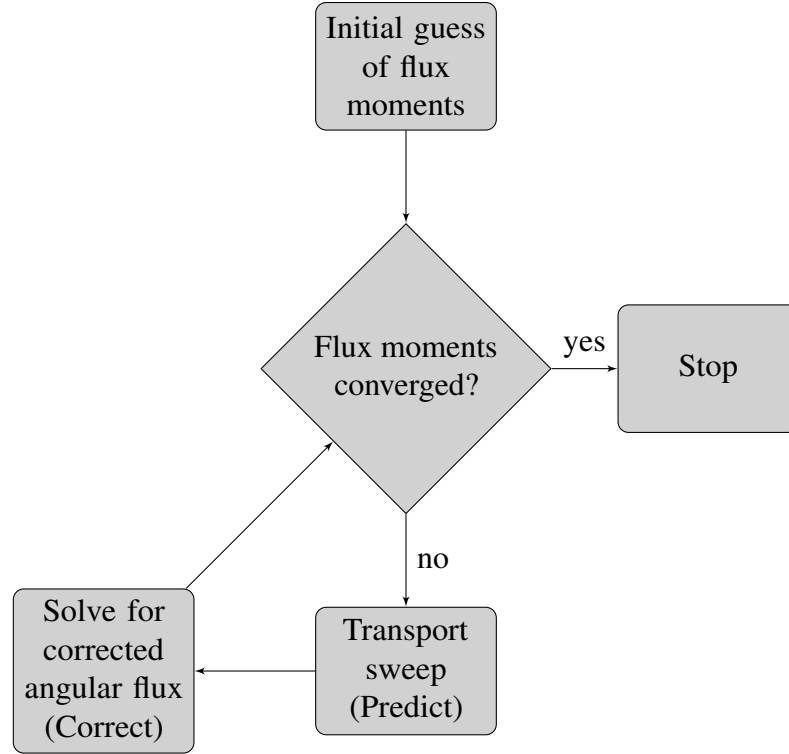 Initial guess
of flux
moments
Flux moments
converged?
yes
Stop
no
Transport
sweep
(Predict)
Solve for
corrected
angular flux
(Correct)